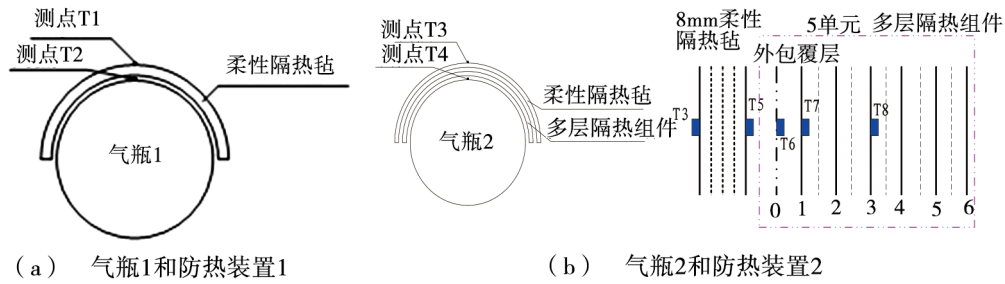 测点T1
测点T2
柔性隔热毡
气瓶1
(a) 气瓶1和防热装置1
测点T3
测点T4
柔性隔热毡
多层隔热组件
气瓶2
8mm柔性
隔热毡
5单元 多层隔热组件
外包覆层
T3
T5
T6
T7
T8
0 1 2 3 4 5 6
(b) 气瓶2和防热装置2